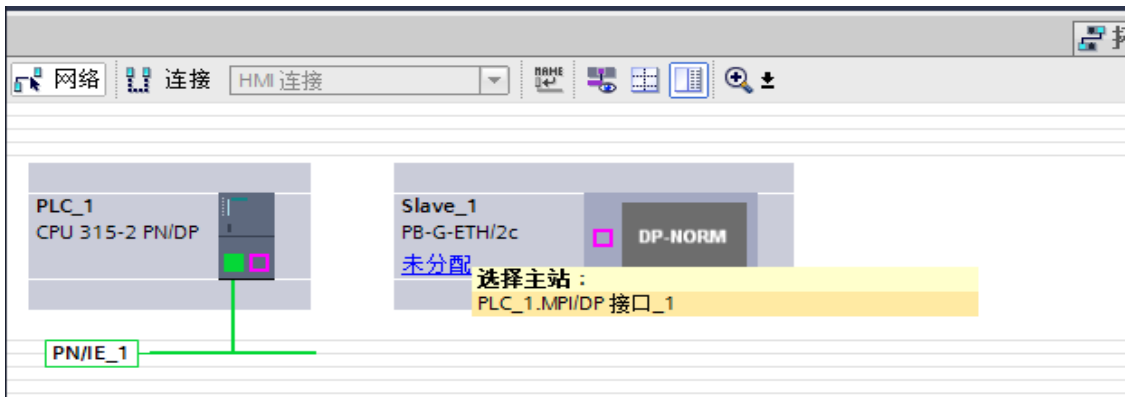 网络 连接 HMI 连接 NAME
PLC_1
CPU 315-2 PN/DP
Slave_1
PB-G-ETH/2c
未分配
DP-NORM
选择主站：
PLC_1.MPI/DP 接口_1
PN/IE_1